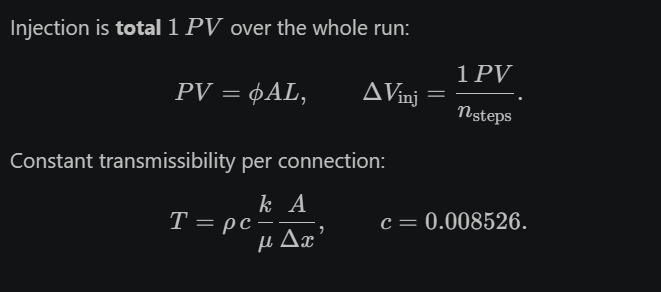 Injection is total 1 PV over the whole run:
PV = ϕAL, ΔV_inj = 1 PV / n_steps.
Constant transmissibility per connection:
T = ρ c k/μ A/Δx, c = 0.008526.